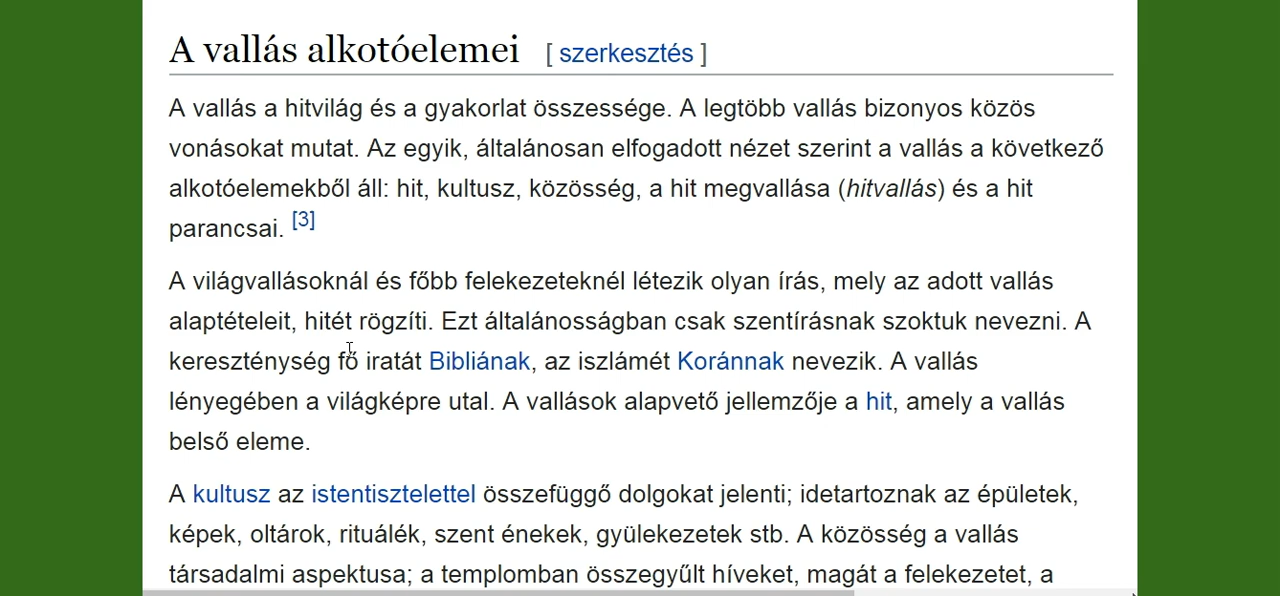 A vallás alkotóelemei [ szerkesztés ]
A vallás a hitvilág és a gyakorlat összessége. A legtöbb vallás bizonyos közös
vonásokat mutat. Az egyik, általánosan elfogadott nézet szerint a vallás a következő
alkotóelemekből áll: hit, kultusz, közösség, a hit megvallása (hitvallás) és a hit
parancsai. [3]
A világvallásoknál és főbb felekezeteknél létezik olyan írás, mely az adott vallás
alaptételeit, hitét rögzíti. Ezt általánosságban csak szentírásnak szoktuk nevezni. A
kereszténység fő iratát Bibliának, az iszlámét Koránnak nevezik. A vallás
lényegében a világképre utal. A vallások alapvető jellemzője a hit, amely a vallás
belső eleme.
A kultusz az istentisztelettel összefüggő dolgokat jelenti; idetartoznak az épületek,
képek, oltárok, rituálék, szent énekek, gyülekezetek stb. A közösség a vallás
társadalmi aspektusa; a templomban összegyűlt híveket, magát a felekezetet, a